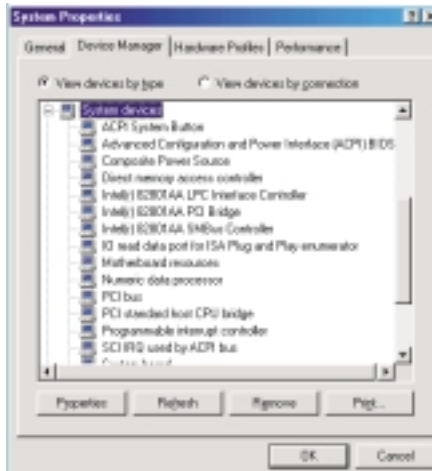 System Properties
General Device Manager Hardware Profiles Performance
View devices by type View devices by connection
System devices
ACPI System Button
Advanced Configuration and Power Interface (ACPI) BIOS
Composite Power Source
Direct memory access controller
Intel(r) 82801AA LPC Interface Controller
Intel(r) 82801AA PCI Bridge
Intel(r) 82801AA SMBus Controller
IO read data port for ISA Plug and Play enumerator
Motherboard resources
Numeric data processor
PCI bus
PCI standard host CPU bridge
Programmable interrupt controller
SCI IRQ used by ACPI bus
System board
Properties Refresh Remove Print...
OK Cancel